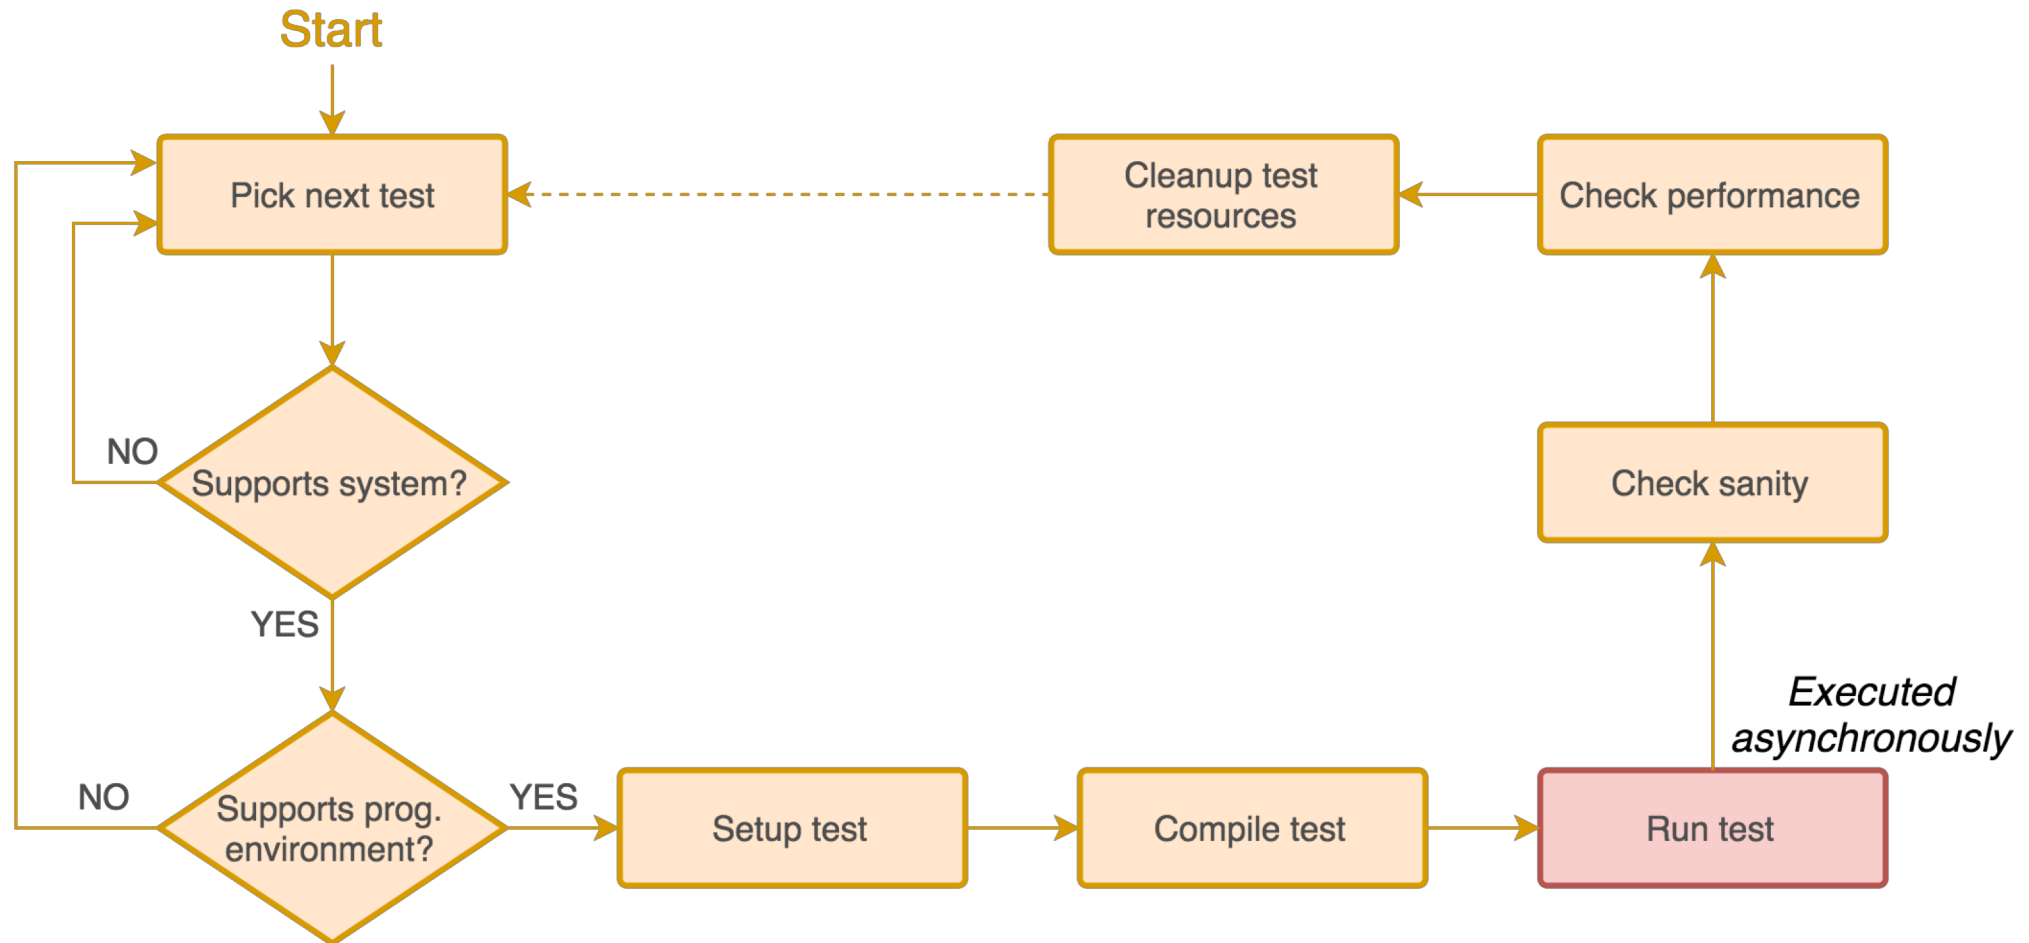 Start
Pick next test
Cleanup test
resources
Check performance
NO
Supports system?
Check sanity
YES
Executed
asynchronously
NO
Supports prog.
environment?
YES
Setup test
Compile test
Run test